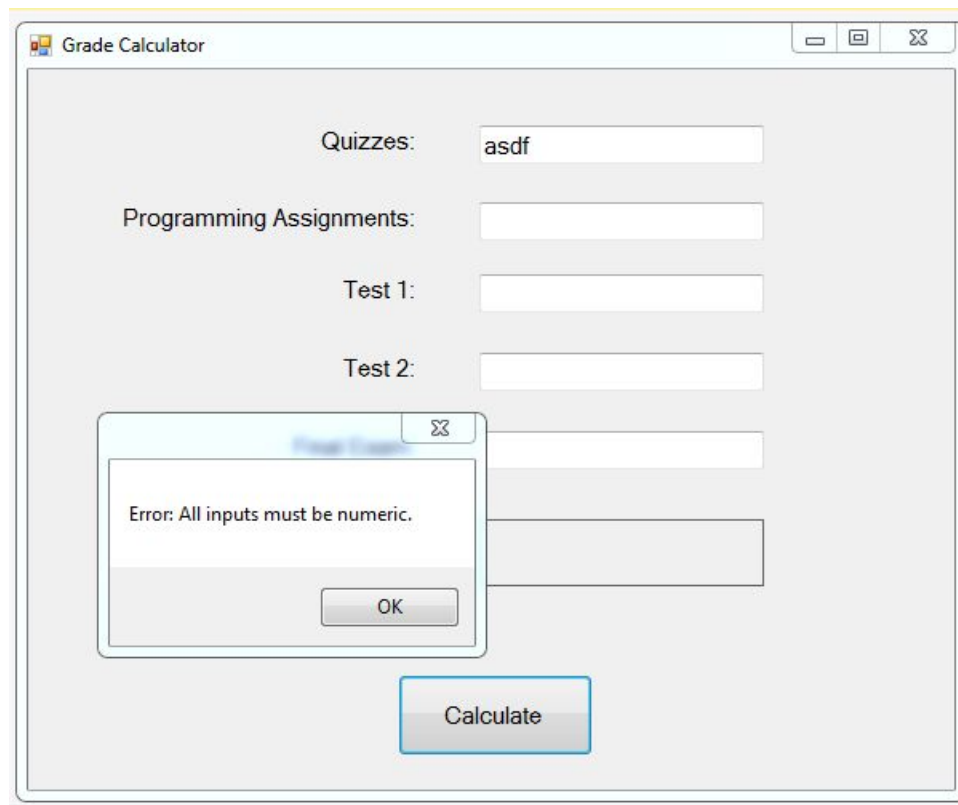 Grade Calculator
Quizzes:
asdf
Programming Assignments:
Test 1:
Test 2:
Error: All inputs must be numeric.
OK
Calculate